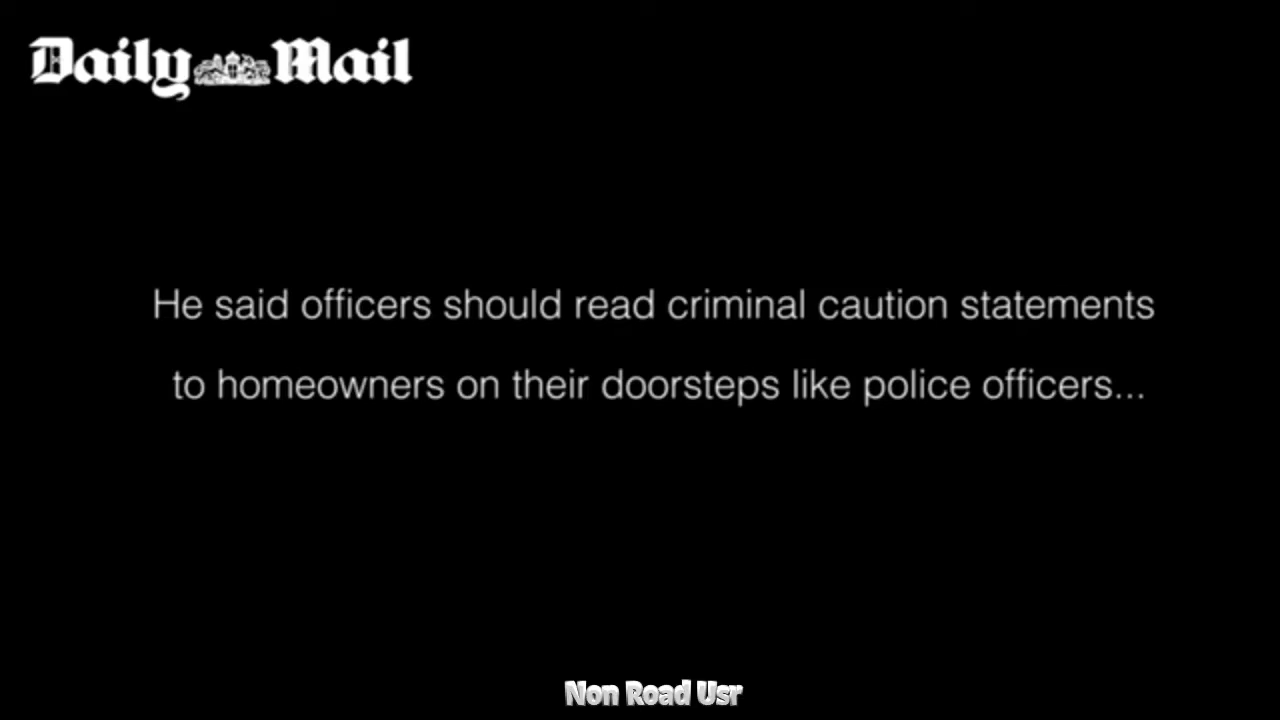 Daily Mail
He said officers should read criminal caution statements
to homeowners on their doorsteps like police officers...
Non Road Usr